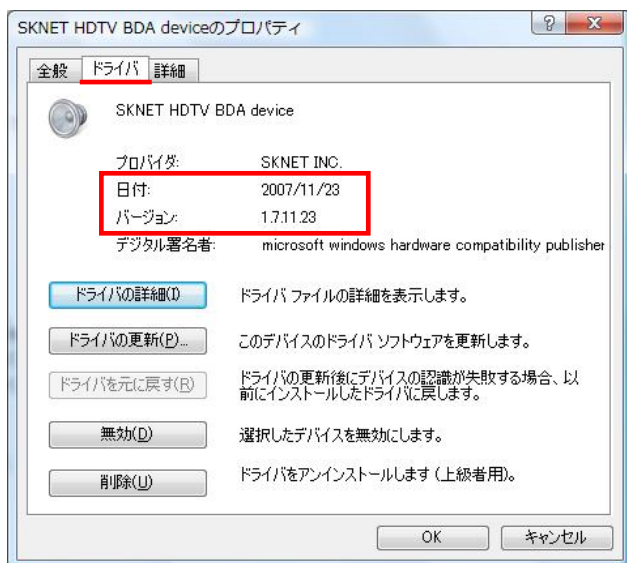 SKNET HDTV BDA deviceのプロパティ
全般 ドライバ 詳細
SKNET HDTV BDA device
プロバイダ: SKNET INC.
日付: 2007/11/23
バージョン: 1.7.11.23
デジタル署名者: microsoft windows hardware compatibility publisher
ドライバの詳細(I) ドライバ ファイルの詳細を表示します。
ドライバの更新(P)... このデバイスのドライバ ソフトウェアを更新します。
ドライバを元に戻す(R) ドライバの更新後にデバイスの認識が失敗する場合、以
前にインストールしたドライバに戻します。
無効(D) 選択したデバイスを無効にします。
削除(U) ドライバをアンインストールします (上級者用)。
OK キャンセル